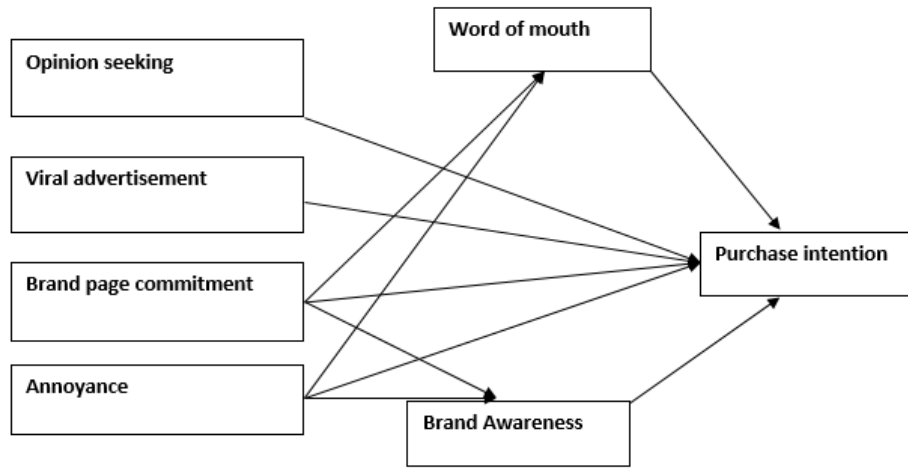 Word of mouth
Opinion seeking
Viral advertisement
Purchase intention
Brand page commitment
Annoyance
Brand Awareness